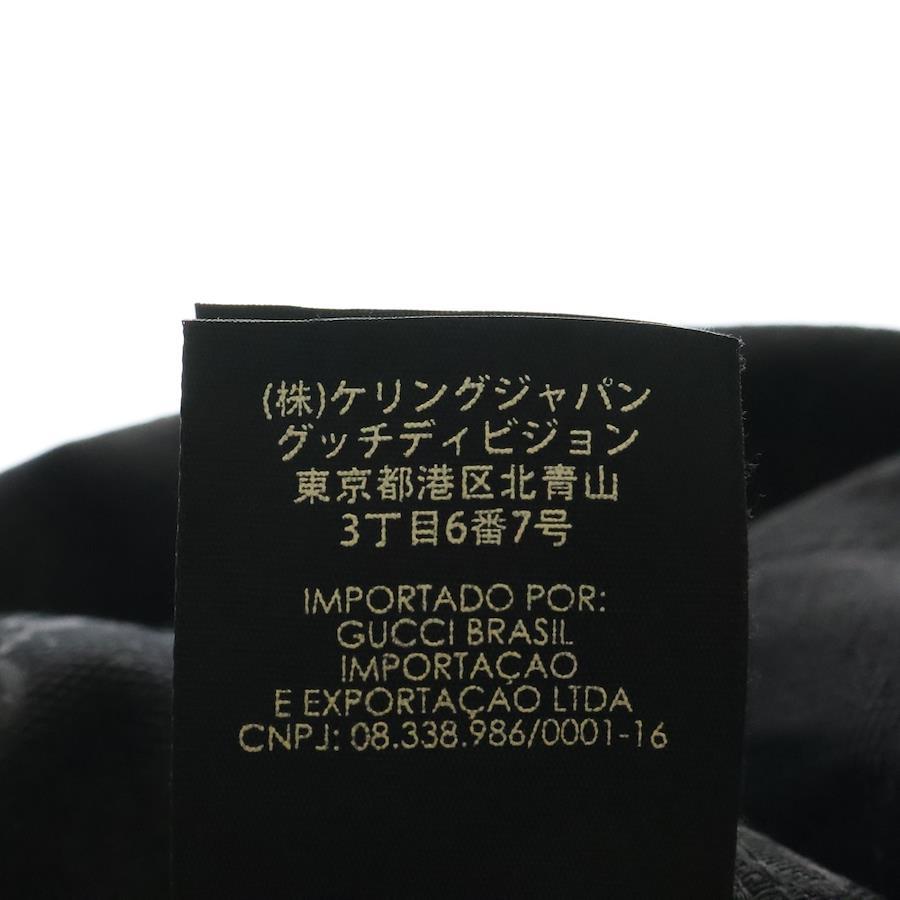 (株)ケリングジャパン
グッチディビジョン
東京都港区北青山
3丁目6番7号
IMPORTADO POR:
GUCCI BRASIL
IMPORTAÇAO
E EXPORTAÇAO LTDA
CNPJ: 08.338.986/0001-16